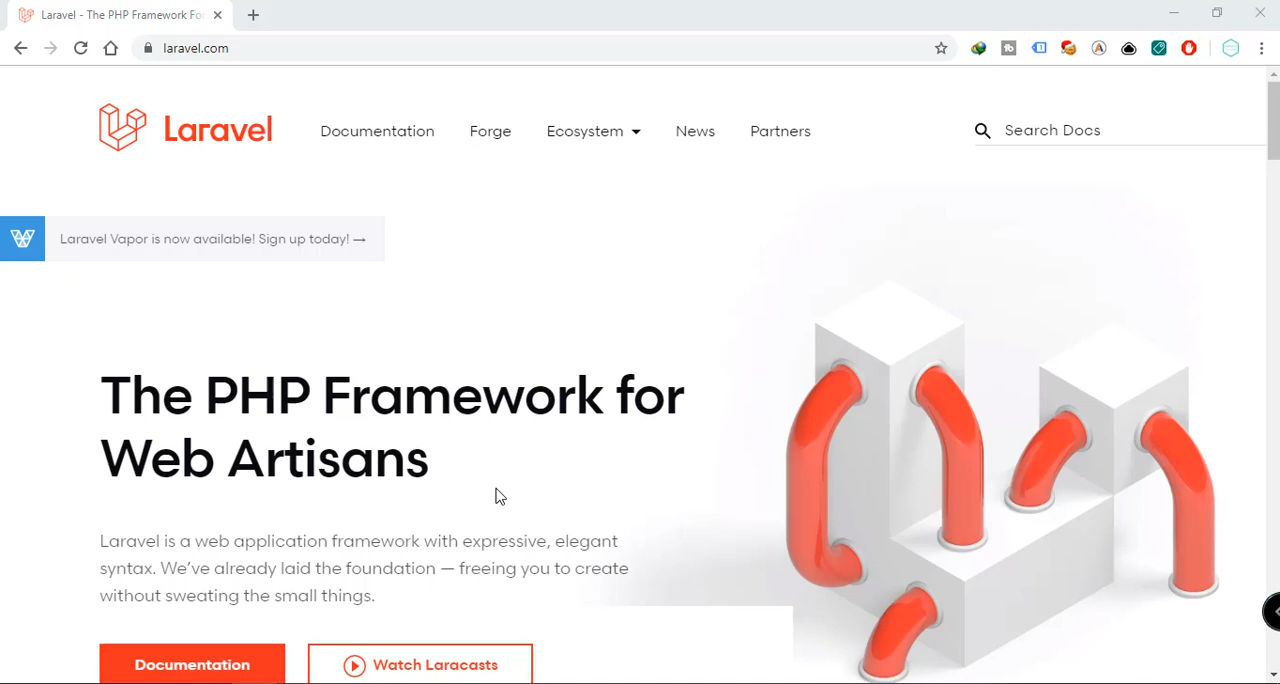 Laravel - The PHP Framework Fo
laravel.com
Laravel
Documentation
Forge
Ecosystem
News
Partners
Search Docs
Laravel Vapor is now available! Sign up today! →
The PHP Framework for
Web Artisans
Laravel is a web application framework with expressive, elegant
syntax. We've already laid the foundation — freeing you to create
without sweating the small things.
Documentation
Watch Laracasts